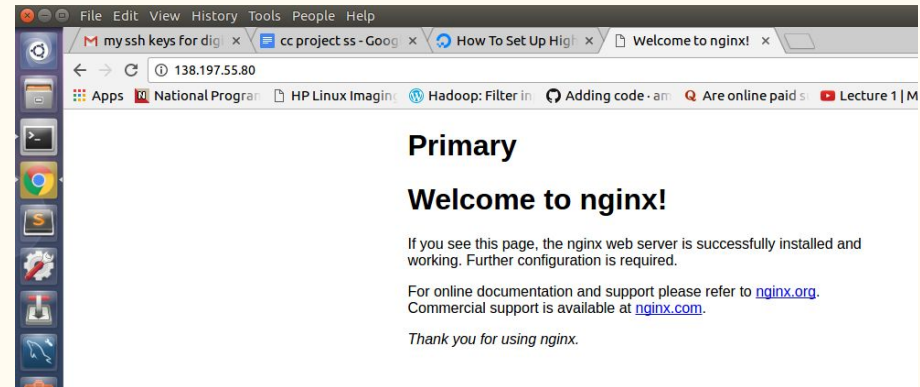 File Edit View History Tools People Help
my ssh keys for dig
cc project ss - Goog
How To Set Up High
Welcome to nginx!
138.197.55.80
Apps
National Program
HP Linux Imaging
Hadoop: Filter in
Adding code · am
Are online paid s
Lecture 1 | M
Primary
Welcome to nginx!
If you see this page, the nginx web server is successfully installed and
working. Further configuration is required.
For online documentation and support please refer to nginx.org.
Commercial support is available at nginx.com.
Thank you for using nginx.